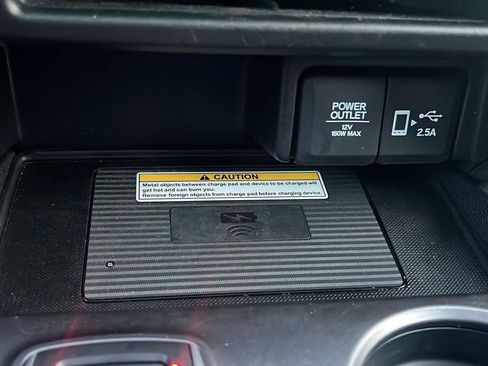 POWER
OUTLET
12V
180W MAX
2.5A
CAUTION
Metal objects between charge pad and device to be charged will
get hot and can burn you.
Remove foreign objects from charge pad before charging device.